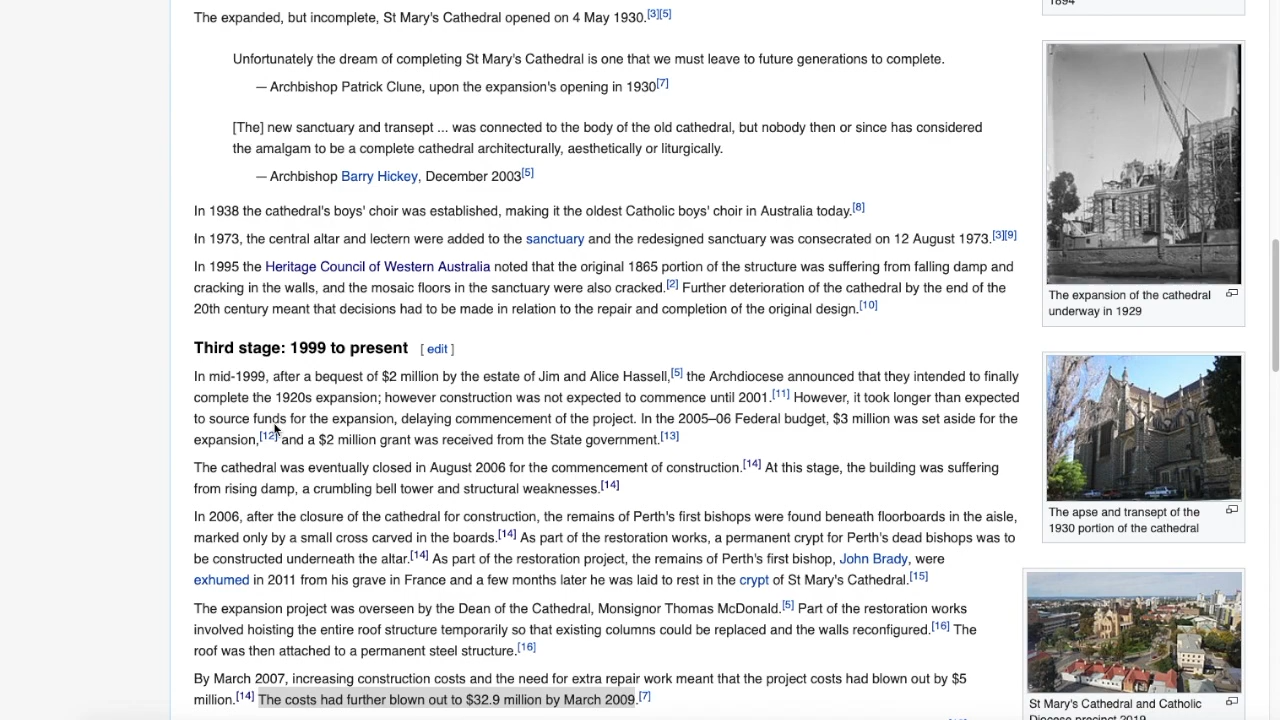 The expanded, but incomplete, St Mary's Cathedral opened on 4 May 1930.[3][5]
Unfortunately the dream of completing St Mary's Cathedral is one that we must leave to future generations to complete.
— Archbishop Patrick Clune, upon the expansion's opening in 1930[7]
[The] new sanctuary and transept ... was connected to the body of the old cathedral, but nobody then or since has considered
the amalgam to be a complete cathedral architecturally, aesthetically or liturgically.
— Archbishop Barry Hickey, December 2003[5]
In 1938 the cathedral's boys' choir was established, making it the oldest Catholic boys' choir in Australia today.[8]
In 1973, the central altar and lectern were added to the sanctuary and the redesigned sanctuary was consecrated on 12 August 1973.[3][9]
In 1995 the Heritage Council of Western Australia noted that the original 1865 portion of the structure was suffering from falling damp and
cracking in the walls, and the mosaic floors in the sanctuary were also cracked.[2] Further deterioration of the cathedral by the end of the
20th century meant that decisions had to be made in relation to the repair and completion of the original design.[10]
Third stage: 1999 to present [ edit ]
In mid-1999, after a bequest of $2 million by the estate of Jim and Alice Hassell,[5] the Archdiocese announced that they intended to finally
complete the 1920s expansion; however construction was not expected to commence until 2001.[11] However, it took longer than expected
to source funds for the expansion, delaying commencement of the project. In the 2005–06 Federal budget, $3 million was set aside for the
expansion,[12] and a $2 million grant was received from the State government.[13]
The cathedral was eventually closed in August 2006 for the commencement of construction.[14] At this stage, the building was suffering
from rising damp, a crumbling bell tower and structural weaknesses.[14]
In 2006, after the closure of the cathedral for construction, the remains of Perth's first bishops were found beneath floorboards in the aisle,
marked only by a small cross carved in the boards.[14] As part of the restoration works, a permanent crypt for Perth's dead bishops was to
be constructed underneath the altar.[14] As part of the restoration project, the remains of Perth's first bishop, John Brady, were
exhumed in 2011 from his grave in France and a few months later he was laid to rest in the crypt of St Mary's Cathedral.[15]
The expansion project was overseen by the Dean of the Cathedral, Monsignor Thomas McDonald.[5] Part of the restoration works
involved hoisting the entire roof structure temporarily so that existing columns could be replaced and the walls reconfigured.[16] The
roof was then attached to a permanent steel structure.[16]
By March 2007, increasing construction costs and the need for extra repair work meant that the project costs had blown out by $5
million.[14] The costs had further blown out to $32.9 million by March 2009.[7]
1894
The expansion of the cathedral
underway in 1929
The apse and transept of the
1930 portion of the cathedral
St Mary's Cathedral and Catholic
Diocese precinct 2019